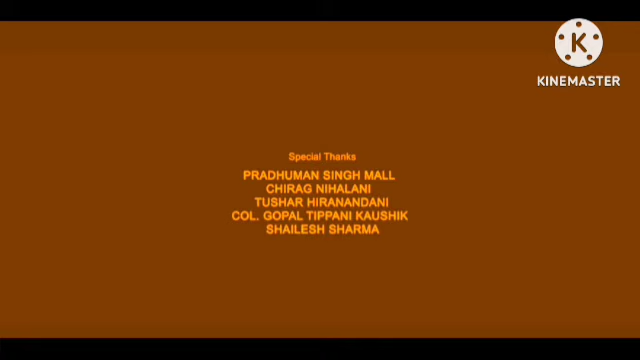 K
KINEMASTER
Special Thanks
PRADHUMAN SINGH MALL
CHIRAG NIHALANI
TUSHAR HIRANANDANI
COL. GOPAL TIPPANI KAUSHIK
SHAILESH SHARMA